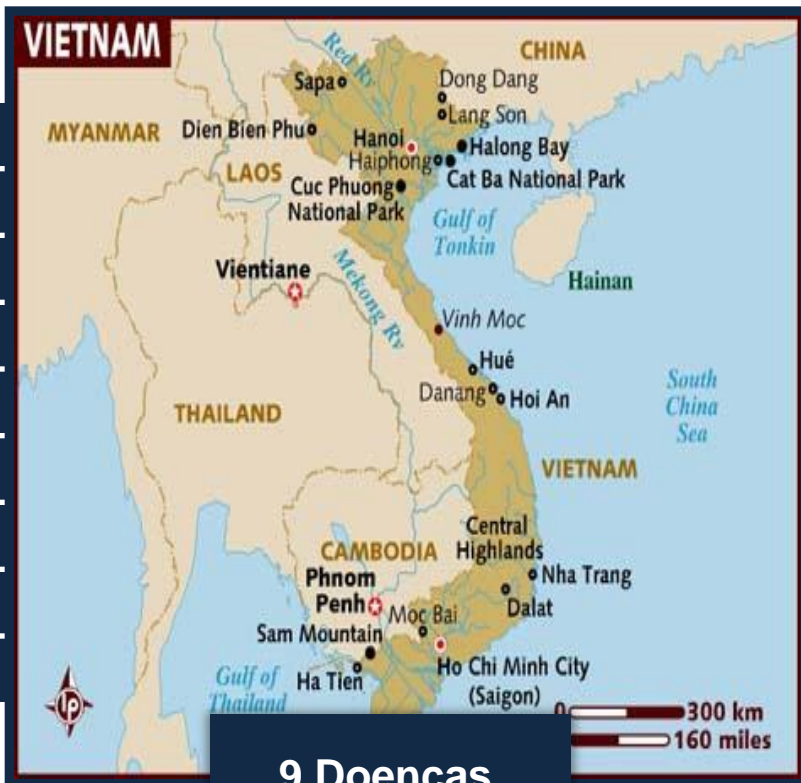 VIETNAM
CHINA
Red Rv
Sapa
Dong Dang
Lang Son
MYANMAR
Dien Bien Phu
Hanoi
Haiphong
Halong Bay
LAOS
Cat Ba National Park
Cuc Phuong
National Park
Gulf of
Tonkin
Vientiane
Mekong Rv
Hainan
Vinh Moc
Hué
Danang
Hoi An
South
China
Sea
THAILAND
VIETNAM
Central
Highlands
CAMBODIA
Phnom
Penh
Nha Trang
Dalat
Moc Bai
Sam Mountain
Ha Tien
Ho Chi Minh City
(Saigon)
Gulf of
Thailand
lp
0
300 km
160 miles
9 Doenças